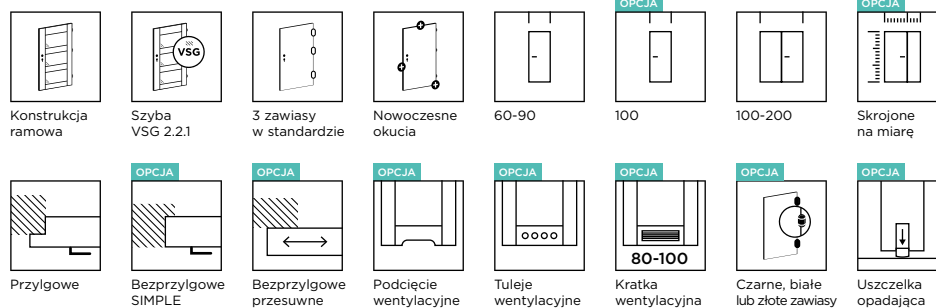 OPCJA
OPCJA
VSG
Konstrukcja
ramowa
Szyba
VSG 2.2.1
3 zawiasy
w standardzie
Nowoczesne
okucia
60-90
100
100-200
Skrojone
na miarę
OPCJA
OPCJA
OPCJA
OPCJA
OPCJA
OPCJA
OPCJA
80-100
Przylgowe
Bezprzylgowe
SIMPLE
Bezprzylgowe
przesuwne
Podcięcie
wentylacyjne
Tuleje
wentylacyjne
Kratka
wentylacyjna
Czarne, białe
lub złote zawiasy
Uszczelka
opadająca